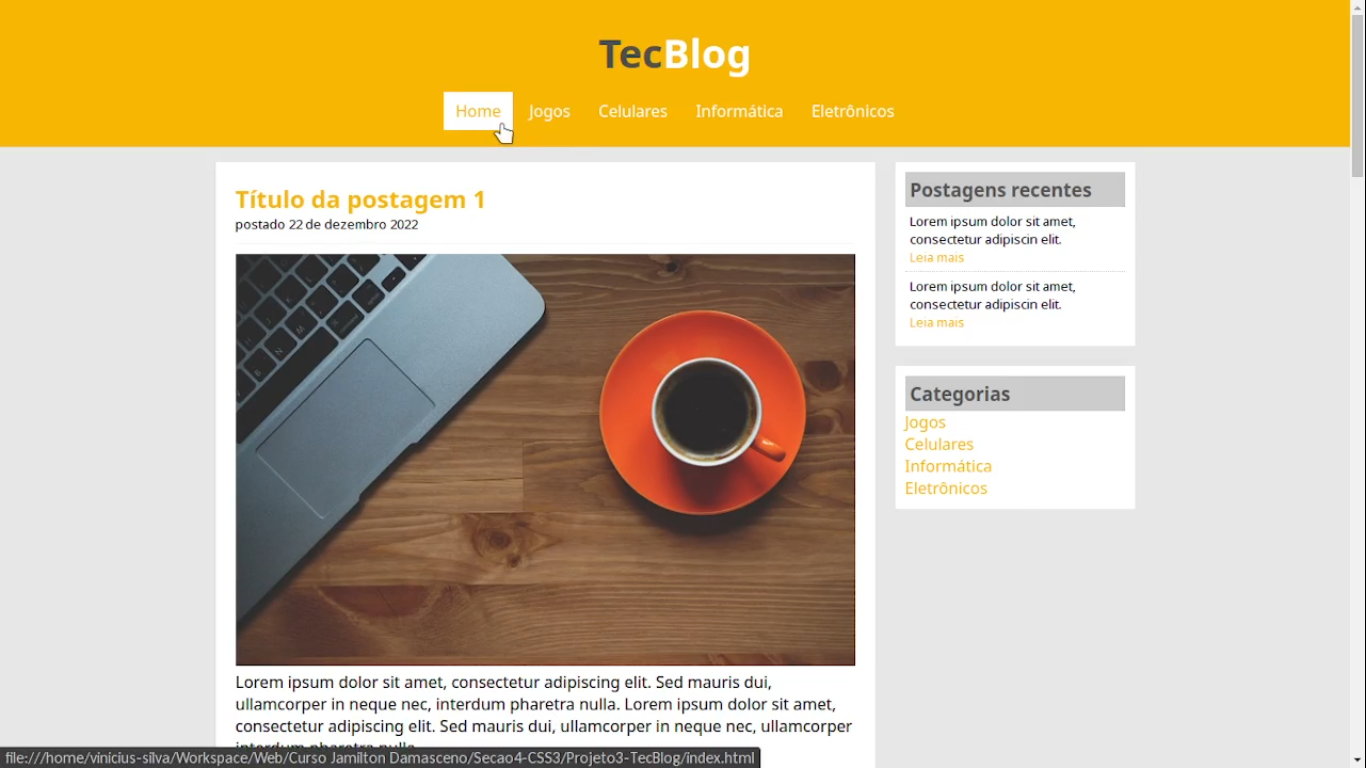 TecBlog
Home Jogos Celulares Informática Eletrônicos
Título da postagem 1
postado 22 de dezembro 2022
Lorem ipsum dolor sit amet, consectetur adipiscing elit. Sed mauris dui,
ullamcorper in neque nec, interdum pharetra nulla. Lorem ipsum dolor sit amet,
consectetur adipiscing elit. Sed mauris dui, ullamcorper in neque nec, ullamcorper
interdum pharetra nulla
Postagens recentes
Lorem ipsum dolor sit amet,
consectetur adipiscin elit.
Leia mais
Lorem ipsum dolor sit amet,
consectetur adipiscin elit.
Leia mais
Categorias
Jogos
Celulares
Informática
Eletrônicos
file:///home/vinicius-silva/Workspace/Web/Curso Jamilton Damasceno/Secao4-CSS3/Projeto3-TecBlog/index.html